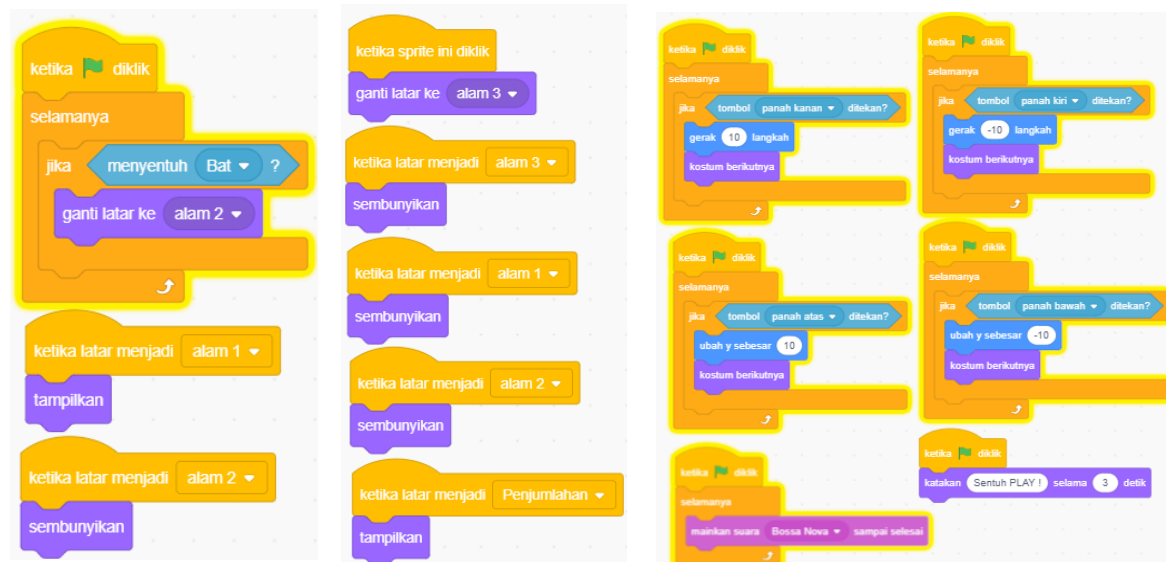 ketika diklik
selamanya
jika menyentuh Bat ?
ganti latar ke alam 2
ketika latar menjadi alam 1
tampilkan
ketika latar menjadi alam 2
sembunyikan
ketika sprite ini diklik
ganti latar ke alam 3
ketika latar menjadi alam 3
sembunyikan
ketika latar menjadi alam 1
sembunyikan
ketika latar menjadi alam 2
sembunyikan
ketika latar menjadi Penjumlahan
tampilkan
ketika diklik
selamanya
jika tombol panah kanan ditekan?
gerak 10 langkah
kostum berikutnya
ketika diklik
selamanya
jika tombol panah kiri ditekan?
gerak -10 langkah
kostum berikutnya
ketika diklik
selamanya
jika tombol panah atas ditekan?
ubah y sebesar 10
kostum berikutnya
ketika diklik
selamanya
jika tombol panah bawah ditekan?
ubah y sebesar -10
kostum berikutnya
ketika diklik
selamanya
mainkan suara Bossa Nova sampai selesai
ketika diklik
katakan Sentuh PLAY ! selama 3 detik